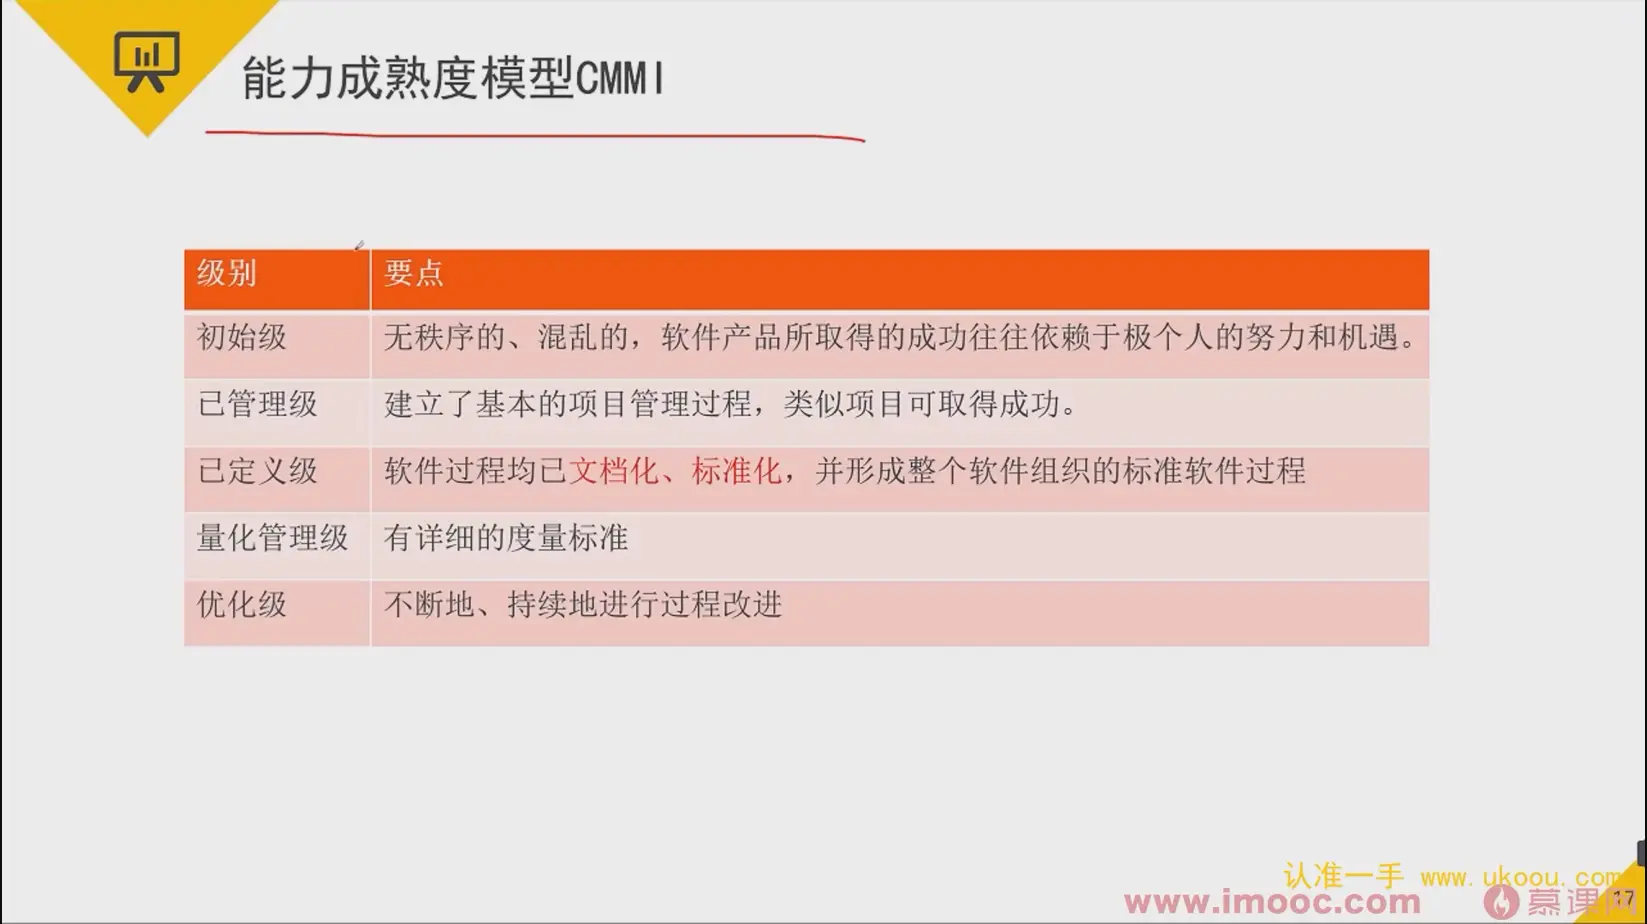 能力成熟度模型CMMI
级别 要点
初始级 无秩序的、混乱的，软件产品所取得的成功往往依赖于极个人的努力和机遇。
已管理级 建立了基本的项目管理过程，类似项目可取得成功。
已定义级 软件过程均已文档化、标准化，并形成整个软件组织的标准软件过程
量化管理级 有详细的度量标准
优化级 不断地、持续地进行过程改进
认准一手 www.ukoou.com
www.imooc.com 慕课网
17